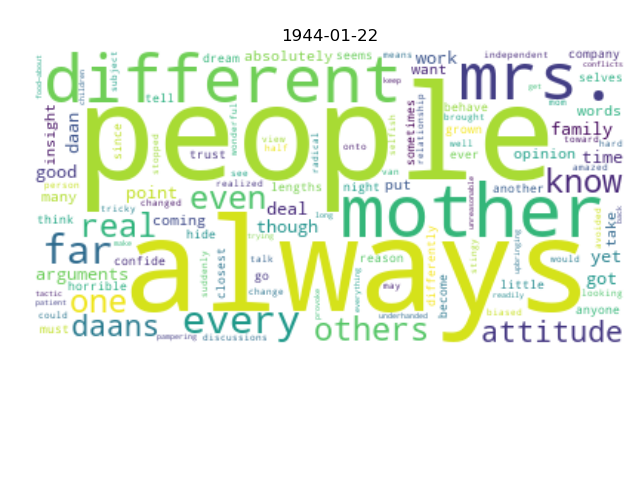 1944-01-22
different
people
always
mrs.
mother
know
far
real
even
every
others
attitude
daans
one
dream
absolutely
seems
means
work
want
independent
company
conflicts
selves
food-about
children
subject
tell
keep
get
mom
words
insight
daan
since
stopped
wonderful
view
half
radical
onto
selfish
sometimes
relationship
behave
brought
grown
well
ever
opinion
family
toward
hard
time
amazed
good
person
many
trust
see
realized
lengths
van
night
put
another
unreasonable
point
changed
tricky
think
coming
hide
deal
though
long
trying
avoided
take
back
yet
make
confide
arguments
horrible
suddenly
closest
talk
go
change
reason
everything
provoke
may
differently
become
stingy
upbringing
would
little
readily
got
looking
anyone
tactic
patient
could
must
pampering
discussions
underhanded
biased